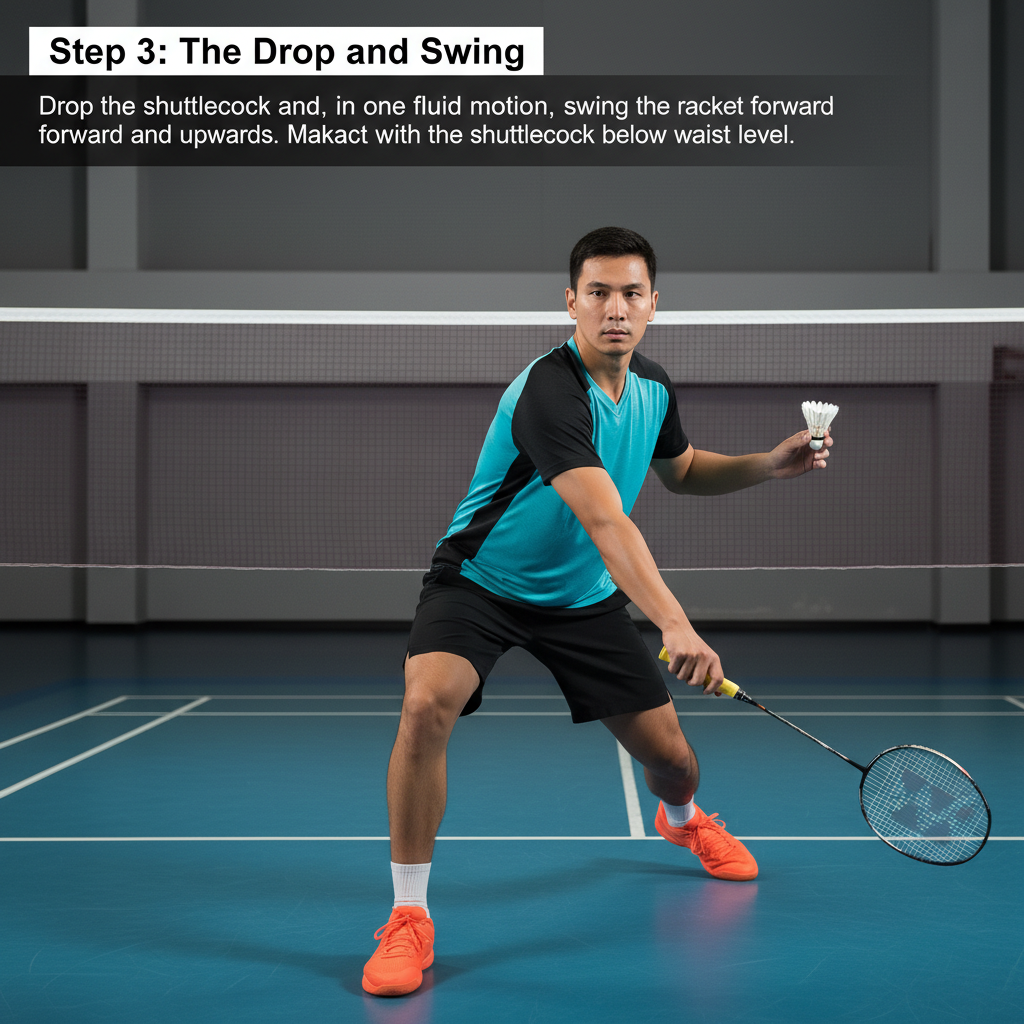 Step 3: The Drop and Swing
Drop the shuttlecock and, in one fluid motion, swing the racket forward
forward and upwards. Makact with the shuttlecock below waist level.